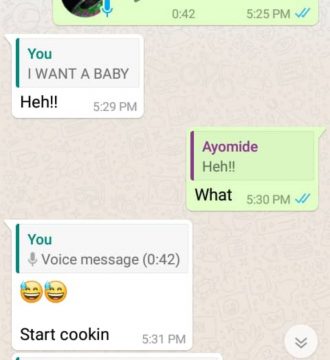 0:42 5:25 PM
You
I WANT A BABY
Heh!!
5:29 PM
Ayomide
Heh!!
What 5:30 PM
You
Voice message (0:42)
😅😅
Start cookin 5:31 PM